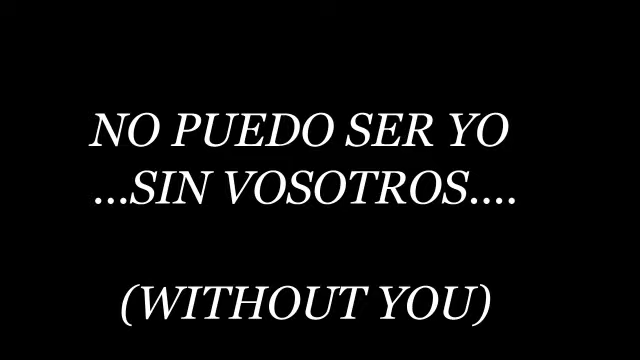 NO PUEDO SER YO
...SIN VOSOTROS....
(WITHOUT YOU)